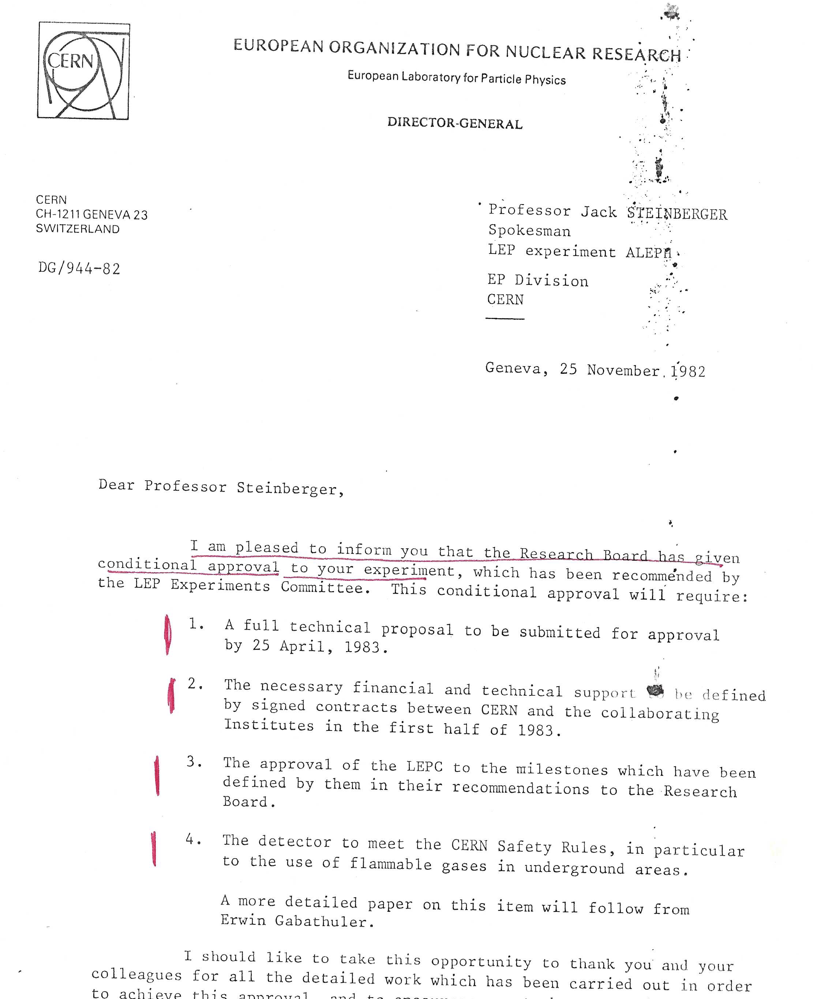 CERN
EUROPEAN ORGANIZATION FOR NUCLEAR RESEARCH
European Laboratory for Particle Physics
DIRECTOR-GENERAL
CERN
CH-1211 GENEVA 23
SWITZERLAND
DG/944-82
Professor Jack STEINBERGER
Spokesman
LEP experiment ALEPH
EP Division
CERN
Geneva, 25 November 1982
Dear Professor Steinberger,
I am pleased to inform you that the Research Board has given
conditional approval to your experiment, which has been recommended by
the LEP Experiments Committee. This conditional approval will require:
1. A full technical proposal to be submitted for approval
by 25 April, 1983.
2. The necessary financial and technical support be defined
by signed contracts between CERN and the collaborating
Institutes in the first half of 1983.
3. The approval of the LEPC to the milestones which have been
defined by them in their recommendations to the Research
Board.
4. The detector to meet the CERN Safety Rules, in particular
to the use of flammable gases in underground areas.
A more detailed paper on this item will follow from
Erwin Gabathuler.
I should like to take this opportunity to thank you and your
colleagues for all the detailed work which has been carried out in order
to achieve this approval, and to